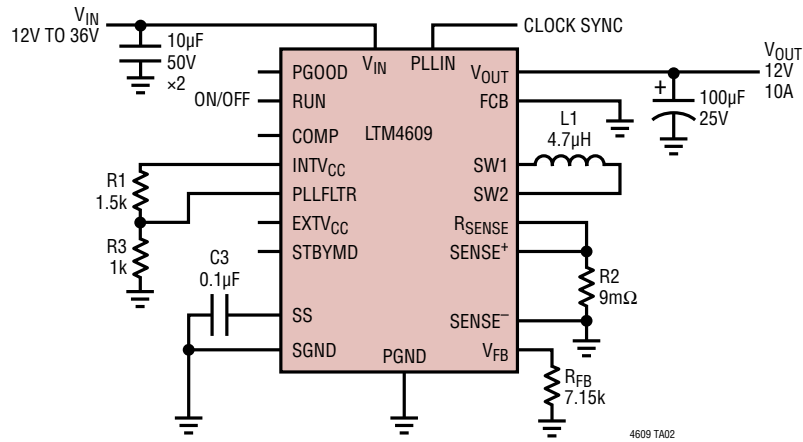 VIN
12V TO 36V
10µF
50V
×2
CLOCK SYNC
VIN
PLLIN
PGOOD
ON/OFF
RUN
COMP
LTM4609
INTVCC
R1
1.5k
PLLFLTR
EXTVCC
R3
1k
STBYMD
C3
0.1µF
SS
SGND
PGND
VOUT
FCB
VOUT
12V
10A
+
100µF
25V
L1
4.7µH
SW1
SW2
RSENSE
SENSE+
R2
9mΩ
SENSE–
VFB
RFB
7.15k
4609 TA02